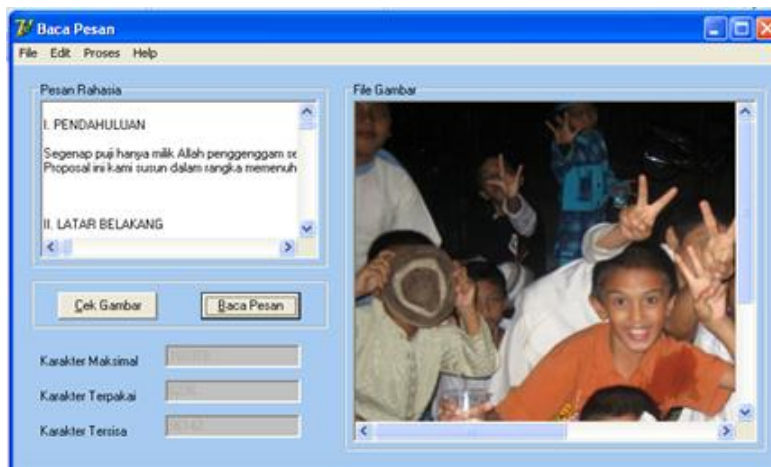 Baca Pesan
File Edit Proses Help
Pesan Rahasia
I. PENDAHULUAN
Segenap puji hanya milik Allah penggenggam se
Proposal ini kami susun dalam rangka memenuh
II. LATAR BELAKANG
Cek Gambar
Baca Pesan
Karakter Maksimal
Karakter Terpakai
Karakter Tersisa
File Gambar